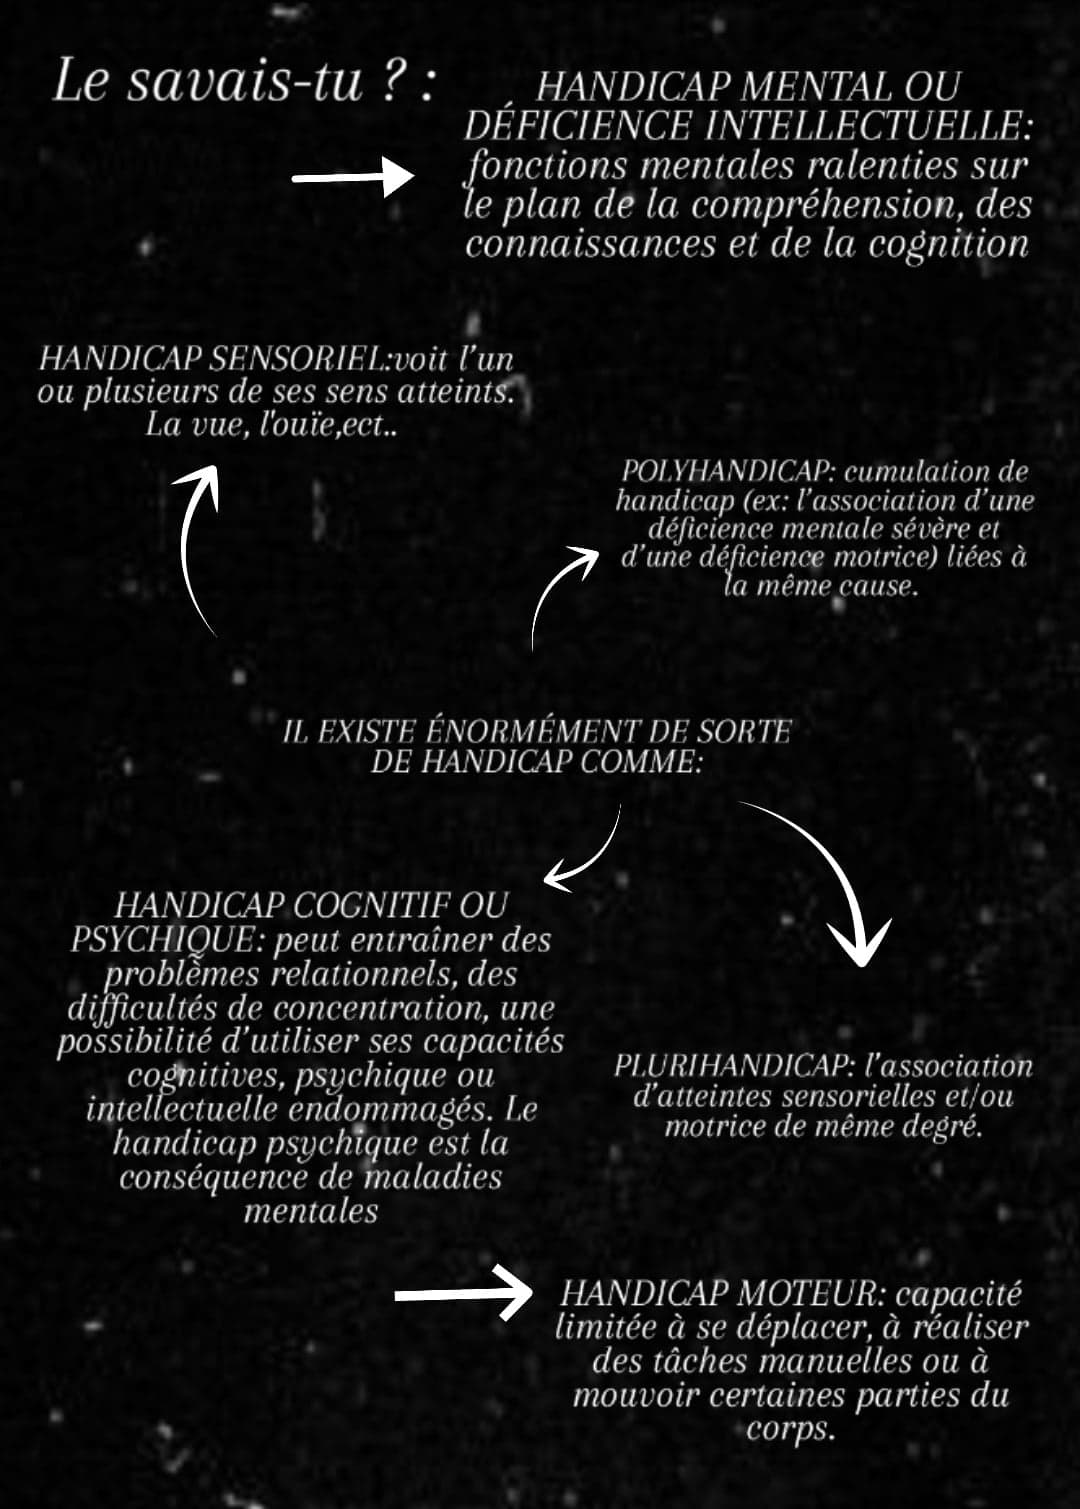 Le savais-tu ? :
HANDICAP MENTAL OU
DÉFICIENCE INTELLECTUELLE:
fonctions mentales ralenties sur
le plan de la compréhension, des
connaissances et de la cognition
HANDICAP SENSORIEL:voit l'un
ou plusieurs de ses sens atteints.
La vue, l'ouïe,ect..
POLYHANDICAP: cumulation de
handicap (ex: l'association d'une
déficience mentale sévère et
d'une déficience motrice) liées à
la même cause.
IL EXISTE ÉNORMÉMENT DE SORTE
DE HANDICAP COMME:
HANDICAP COGNITIF OU
PSYCHIQUE: peut entraîner des
problèmes relationnels, des
difficultés de concentration, une
possibilité d'utiliser ses capacités
cognitives, psychique ou
intellectuelle endommagés. Le
handicap psychique est la
conséquence de maladies
mentales
PLURIHANDICAP: l'association
d'atteintes sensorielles et/ou
motrice de même degré.
HANDICAP MOTEUR: capacité
limitée à se déplacer, à réaliser
des tâches manuelles ou à
mouvoir certaines parties du
corps.